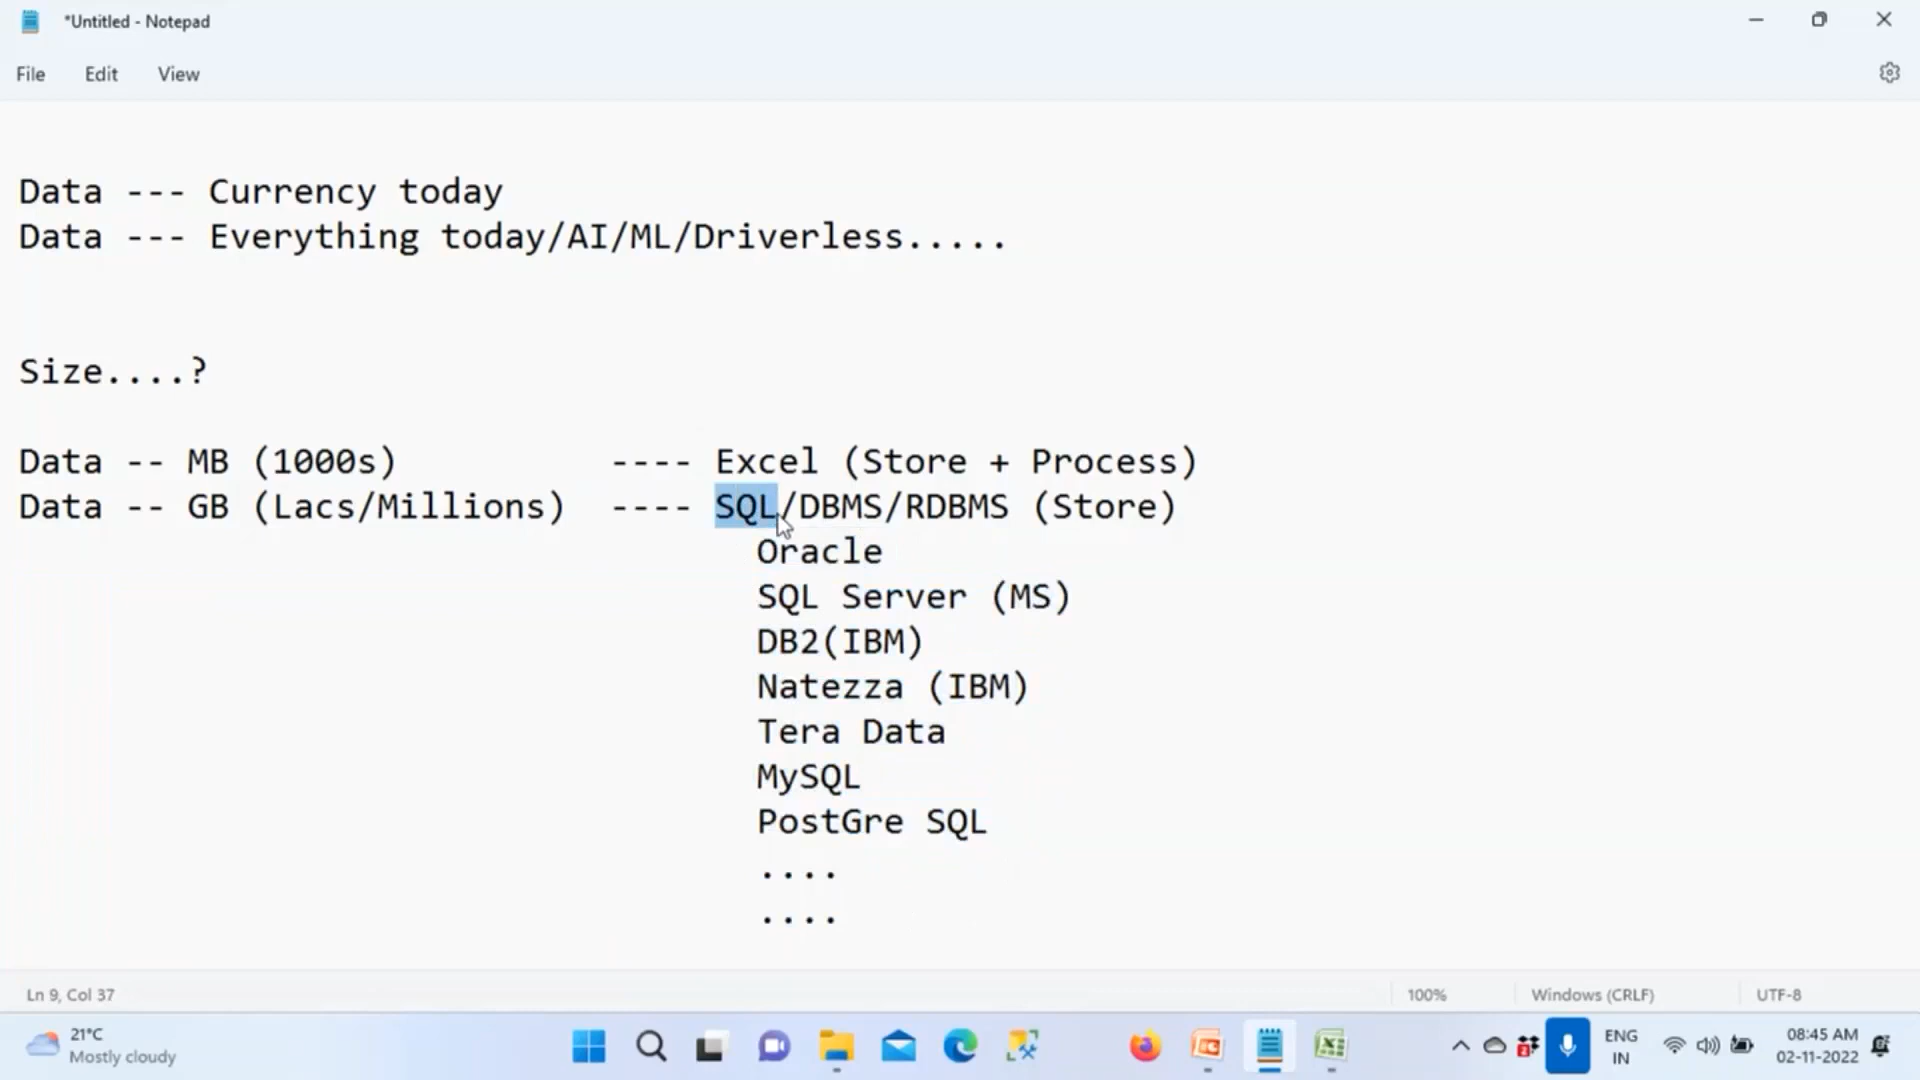 *Untitled - Notepad
File Edit View
Data --- Currency today
Data --- Everything today/AI/ML/Driverless.....
Size....?
Data -- MB (1000s) ---- Excel (Store + Process)
Data -- GB (Lacs/Millions) ---- SQL/DBMS/RDBMS (Store)
Oracle
SQL Server (MS)
DB2(IBM)
Natezza (IBM)
Tera Data
MySQL
PostGre SQL
....
....
Ln 9, Col 37 100% Windows (CRLF) UTF-8
21°C
Mostly cloudy
ENG
IN
08:45 AM
02-11-2022